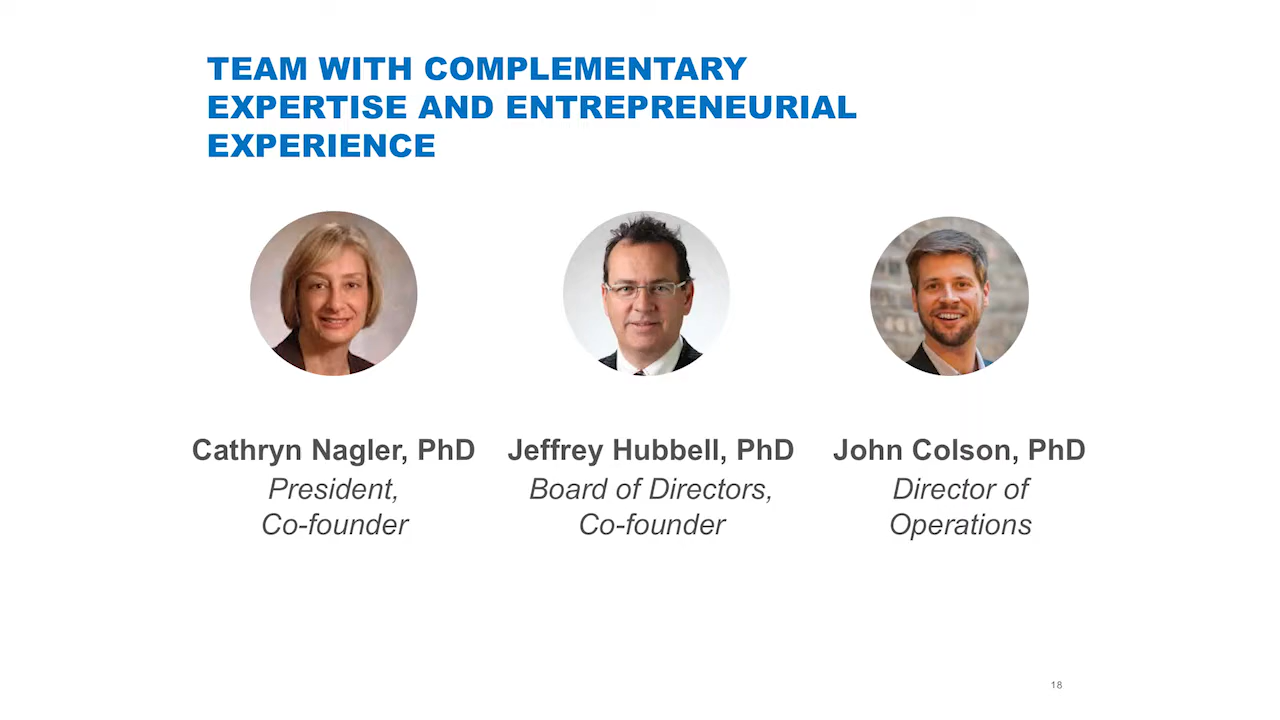 TEAM WITH COMPLEMENTARY
EXPERTISE AND ENTREPRENEURIAL
EXPERIENCE
Cathryn Nagler, PhD
President,
Co-founder
Jeffrey Hubbell, PhD
Board of Directors,
Co-founder
John Colson, PhD
Director of
Operations
18